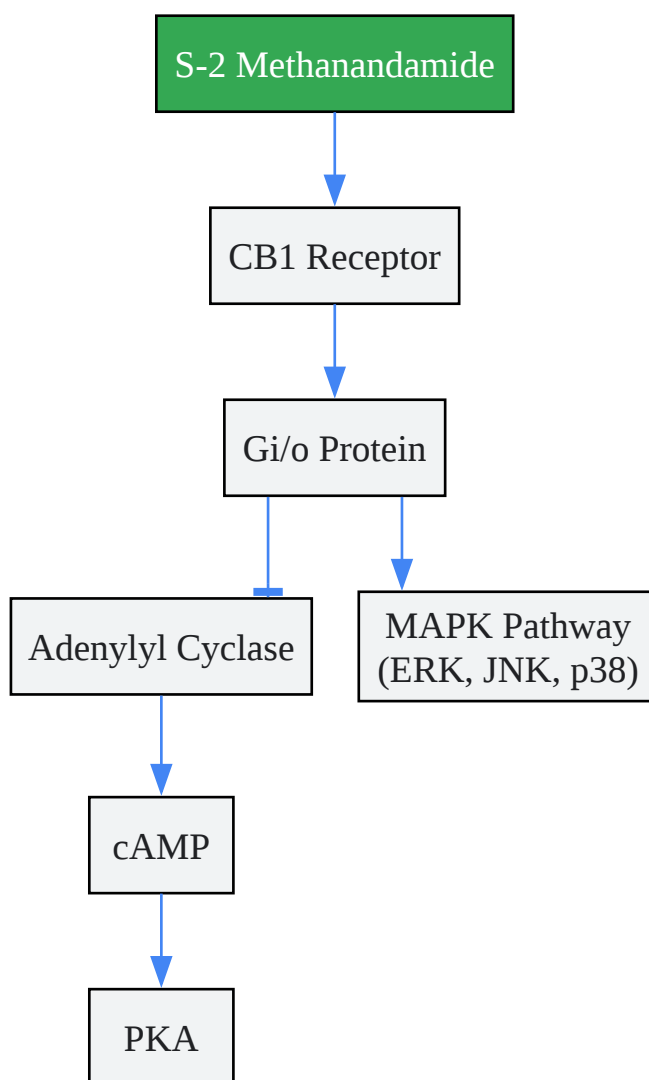 S-2 Methanandamide
CB1 Receptor
Gi/o Protein
Adenylyl Cyclase
MAPK Pathway
(ERK, JNK, p38)
cAMP
PKA